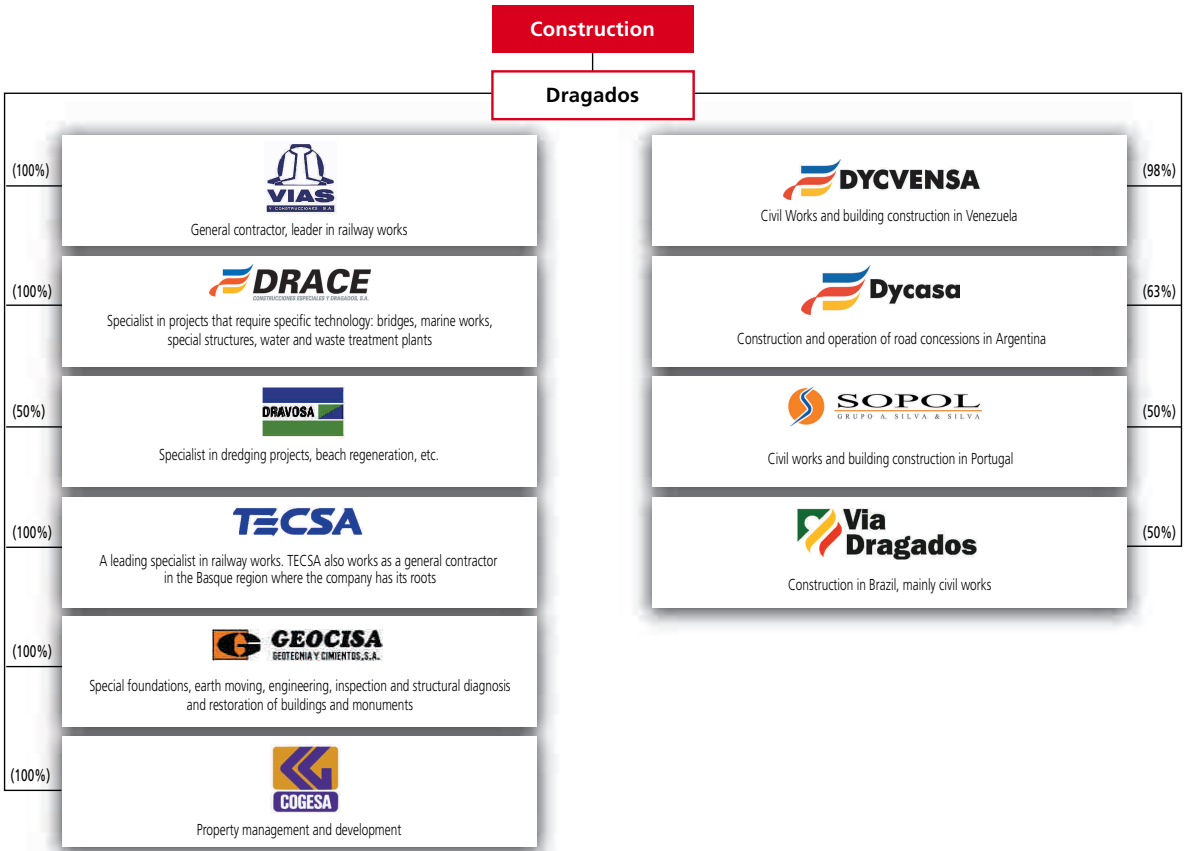 Construction
Dragados
(100%)
VIAS
Y CONSTRUCCIONES S.A.
General contractor, leader in railway works
(100%)
DRACE
CONSTRUCCIONES ESPECIALES Y DRAGADOS, S.A.
Specialist in projects that require specific technology: bridges, marine works,
special structures, water and waste treatment plants
(50%)
DRAVOSA
Specialist in dredging projects, beach regeneration, etc.
(100%)
TECSA
A leading specialist in railway works. TECSA also works as a general contractor
in the Basque region where the company has its roots
(100%)
G GEOCISA
GEOTECNIA Y CIMIENTOS, S.A.
Special foundations, earth moving, engineering, inspection and structural diagnosis
and restoration of buildings and monuments
(100%)
COGESA
Property management and development
(98%)
DYCVENSA
Civil Works and building construction in Venezuela
(63%)
Dycasa
Construction and operation of road concessions in Argentina
(50%)
SOPOL
GRUPO A. SILVA & SILVA
Civil works and building construction in Portugal
(50%)
Via
Dragados
Construction in Brazil, mainly civil works